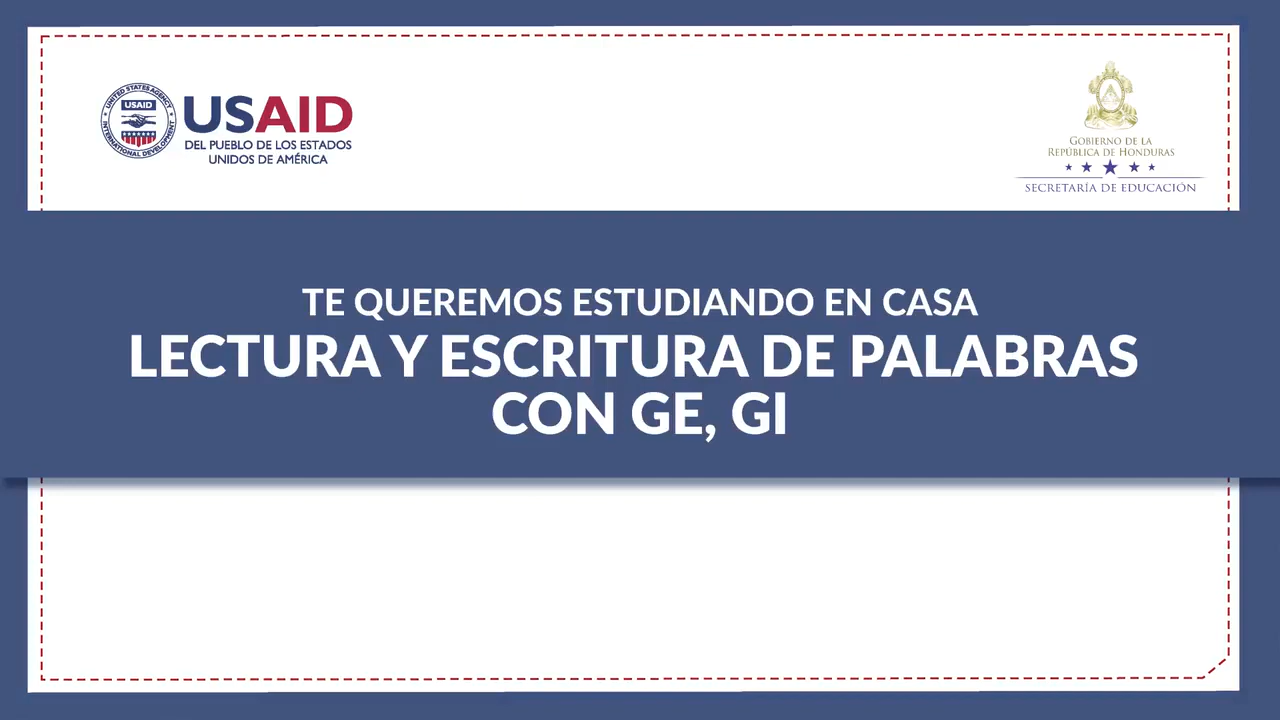 UNITED STATES AGENCY
USAID
INTERNATIONAL DEVELOPMENT
USAID
DEL PUEBLO DE LOS ESTADOS
UNIDOS DE AMÉRICA
GOBIERNO DE LA
REPÚBLICA DE HONDURAS
SECRETARÍA DE EDUCACIÓN
TE QUEREMOS ESTUDIANDO EN CASA
LECTURA Y ESCRITURA DE PALABRAS
CON GE, GI